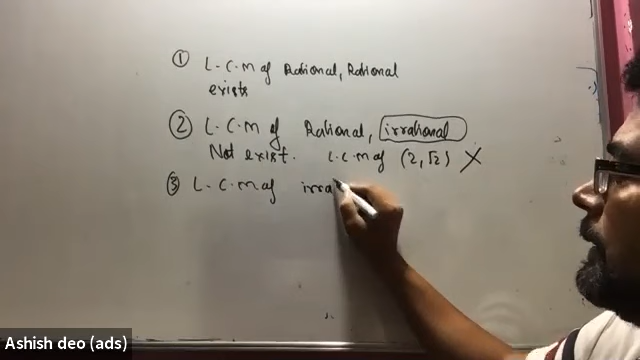 ① L.C.M of Rational, Rational
exists
② L.C.M of Rational, irrational
Not exist. L.C.M of (2, √2) X
③ L.C.M of irra
Ashish deo (ads)